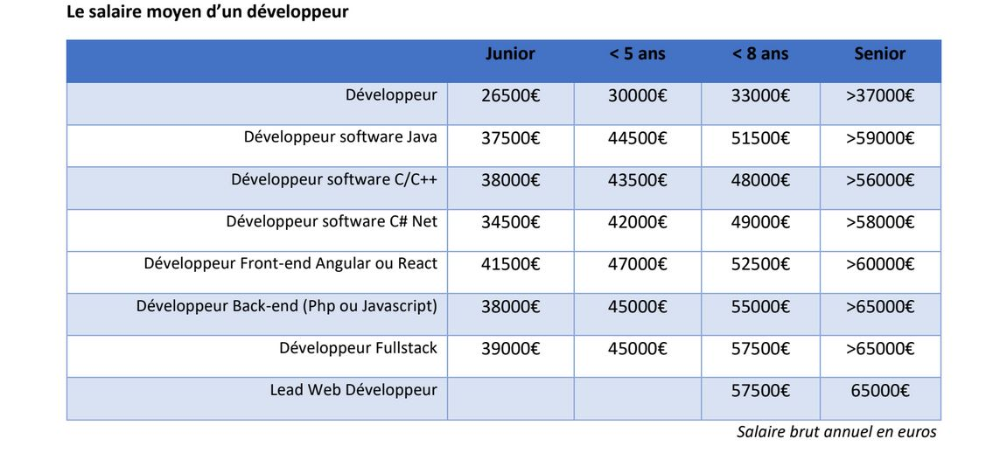 Le salaire moyen d’un développeur
Junior < 5 ans < 8 ans Senior
Développeur 26500€ 30000€ 33000€ >37000€
Développeur software Java 37500€ 44500€ 51500€ >59000€
Développeur software C/C++ 38000€ 43500€ 48000€ >56000€
Développeur software C# Net 34500€ 42000€ 49000€ >58000€
Développeur Front-end Angular ou React 41500€ 47000€ 52500€ >60000€
Développeur Back-end (Php ou Javascript) 38000€ 45000€ 55000€ >65000€
Développeur Fullstack 39000€ 45000€ 57500€ >65000€
Lead Web Développeur 57500€ 65000€
Salaire brut annuel en euros